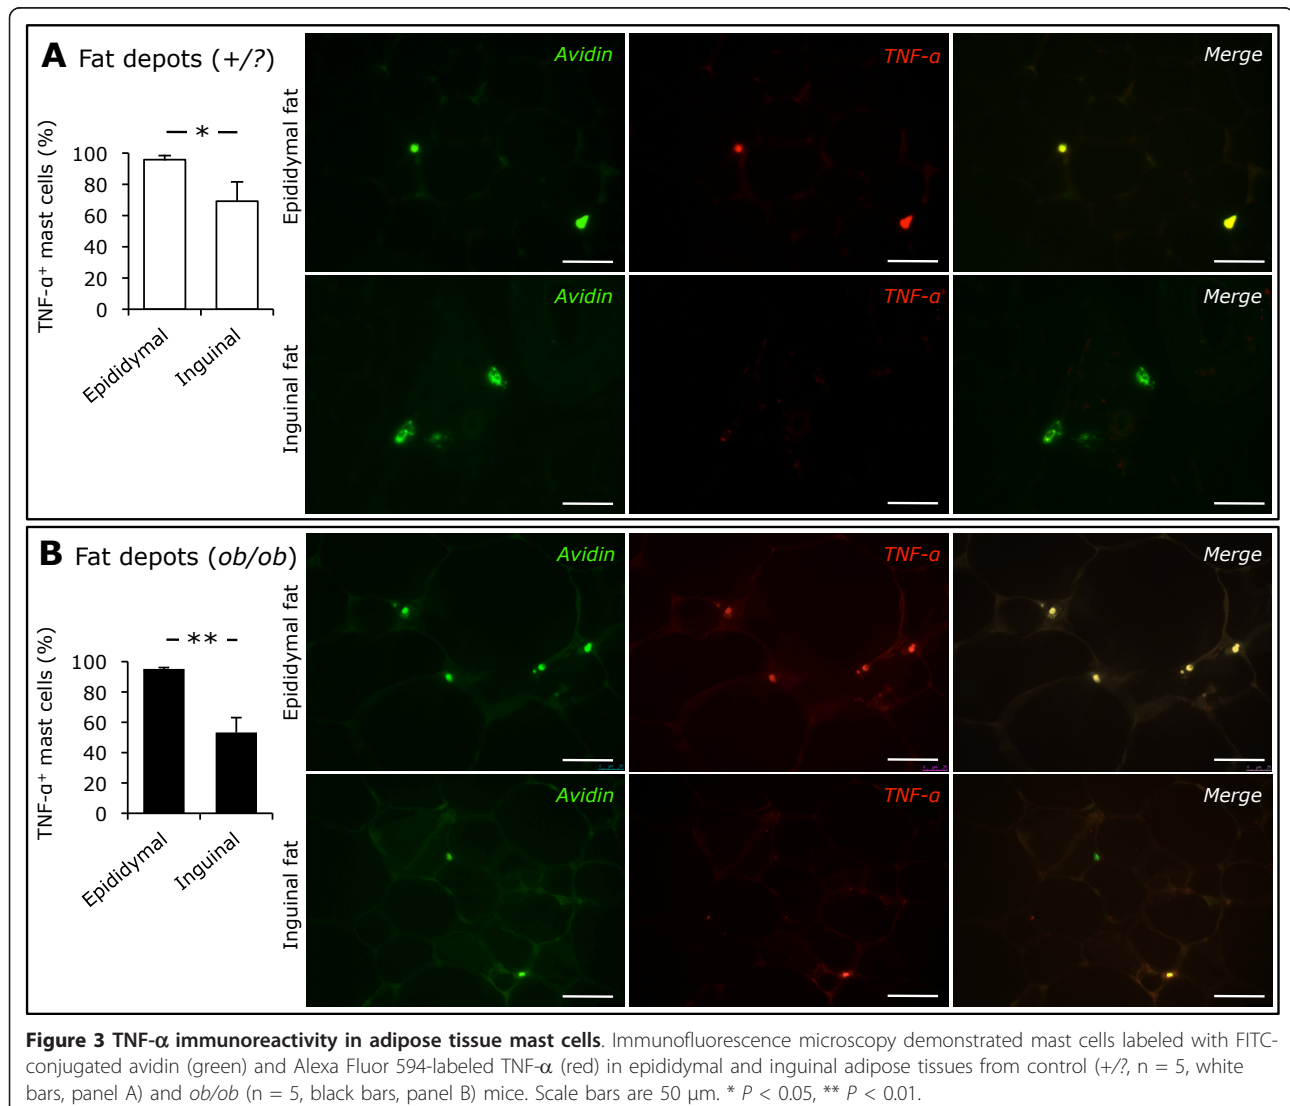 A Fat depots (+/?)
* 
TNF-α⁺ mast cells (%)
100
80
60
40
20
0
Epididymal
Inguinal
Epididymal fat
Avidin
TNF-α
Merge
Inguinal fat
Avidin
TNF-α
Merge
B Fat depots (ob/ob)
**
TNF-α⁺ mast cells (%)
100
80
60
40
20
0
Epididymal
Inguinal
Epididymal fat
Avidin
TNF-α
Merge
Inguinal fat
Avidin
TNF-α
Merge
Figure 3 TNF-α immunoreactivity in adipose tissue mast cells. Immunofluorescence microscopy demonstrated mast cells labeled with FITC-
conjugated avidin (green) and Alexa Fluor 594-labeled TNF-α (red) in epididymal and inguinal adipose tissues from control (+/?, n = 5, white
bars, panel A) and ob/ob (n = 5, black bars, panel B) mice. Scale bars are 50 μm. * P < 0.05, ** P < 0.01.